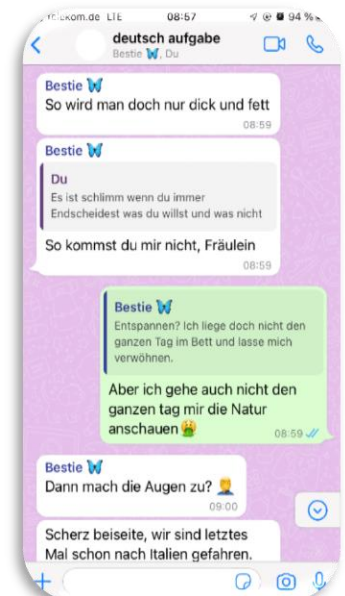 telekom.de LTE 08:57 94 %
deutsch aufgabe
Bestie 🦋, Du
Bestie 🦋
So wird man doch nur dick und fett
08:59
Bestie 🦋
Du
Es ist schlimm wenn du immer
Endscheidest was du willst und was nicht
So kommst du mir nicht, Fräulein
08:59
Bestie 🦋
Entspannen? Ich liege doch nicht den
ganzen Tag im Bett und lasse mich
verwöhnen.
Aber ich gehe auch nicht den
ganzen tag mir die Natur
anschauen 🤮
08:59
Bestie 🦋
Dann mach die Augen zu? 🤦
09:00
Scherz beiseite, wir sind letztes
Mal schon nach Italien gefahren.